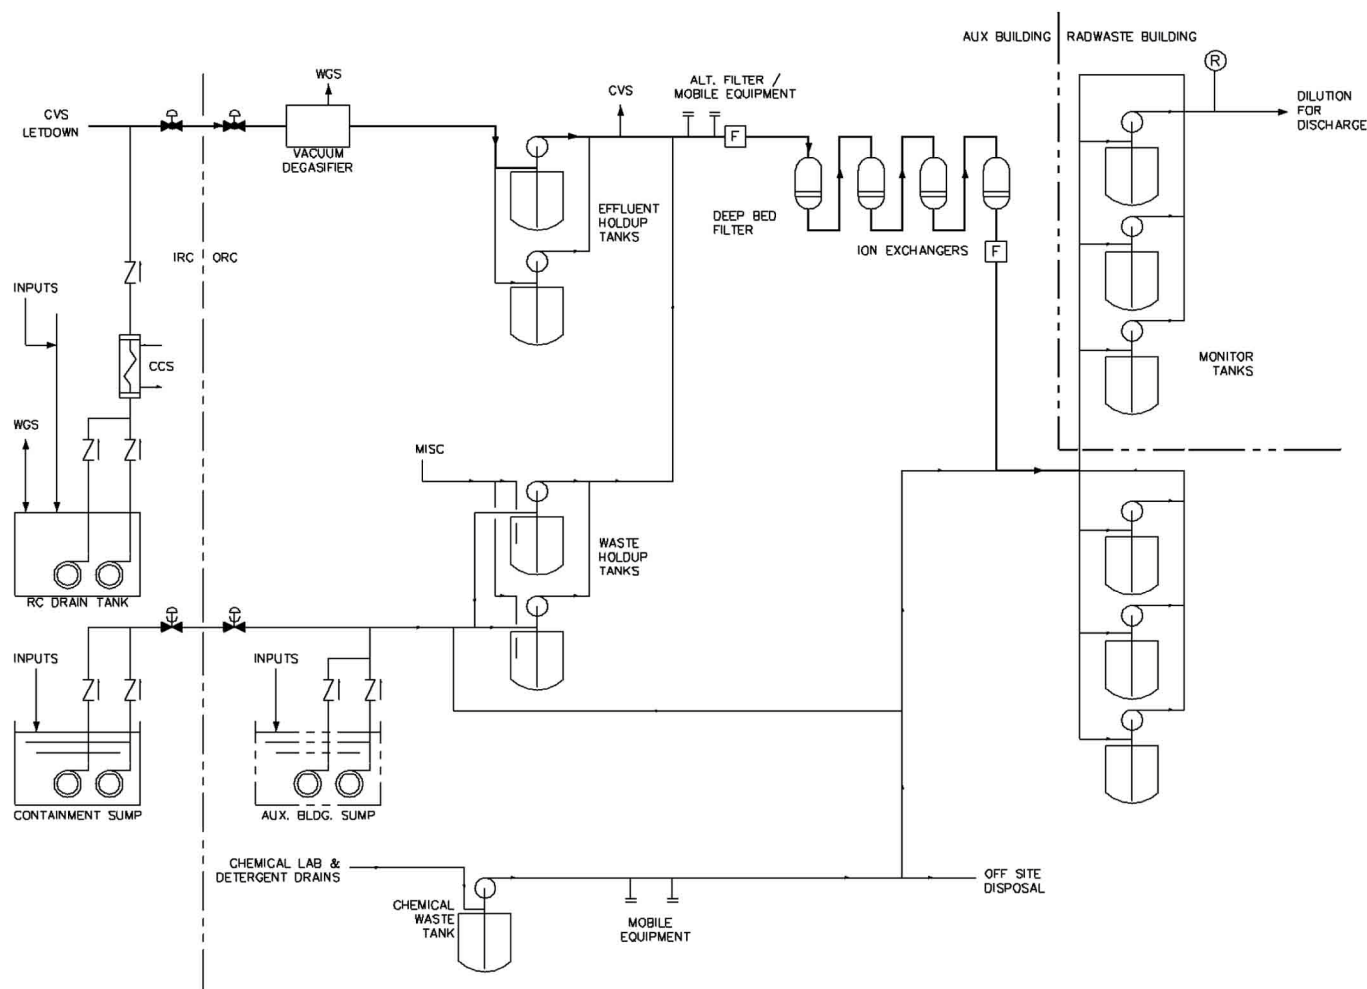 AUX BUILDING
RADWASTE BUILDING
R
WGS
ALT. FILTER /
MOBILE EQUIPMENT
CVS
CVS
LETDOWN
DILUTION
FOR
DISCHARGE
F
VACUUM
DEGASIFIER
EFFLUENT
HOLDUP
TANKS
DEEP BED
FILTER
ION EXCHANGERS
F
IRC
ORC
INPUTS
CCS
MONITOR
TANKS
WGS
MISC
WASTE
HOLDUP
TANKS
RC DRAIN TANK
INPUTS
INPUTS
CONTAINMENT SUMP
AUX. BLDG. SUMP
CHEMICAL LAB &
DETERGENT DRAINS
OFF SITE
DISPOSAL
CHEMICAL
WASTE
TANK
MOBILE
EQUIPMENT